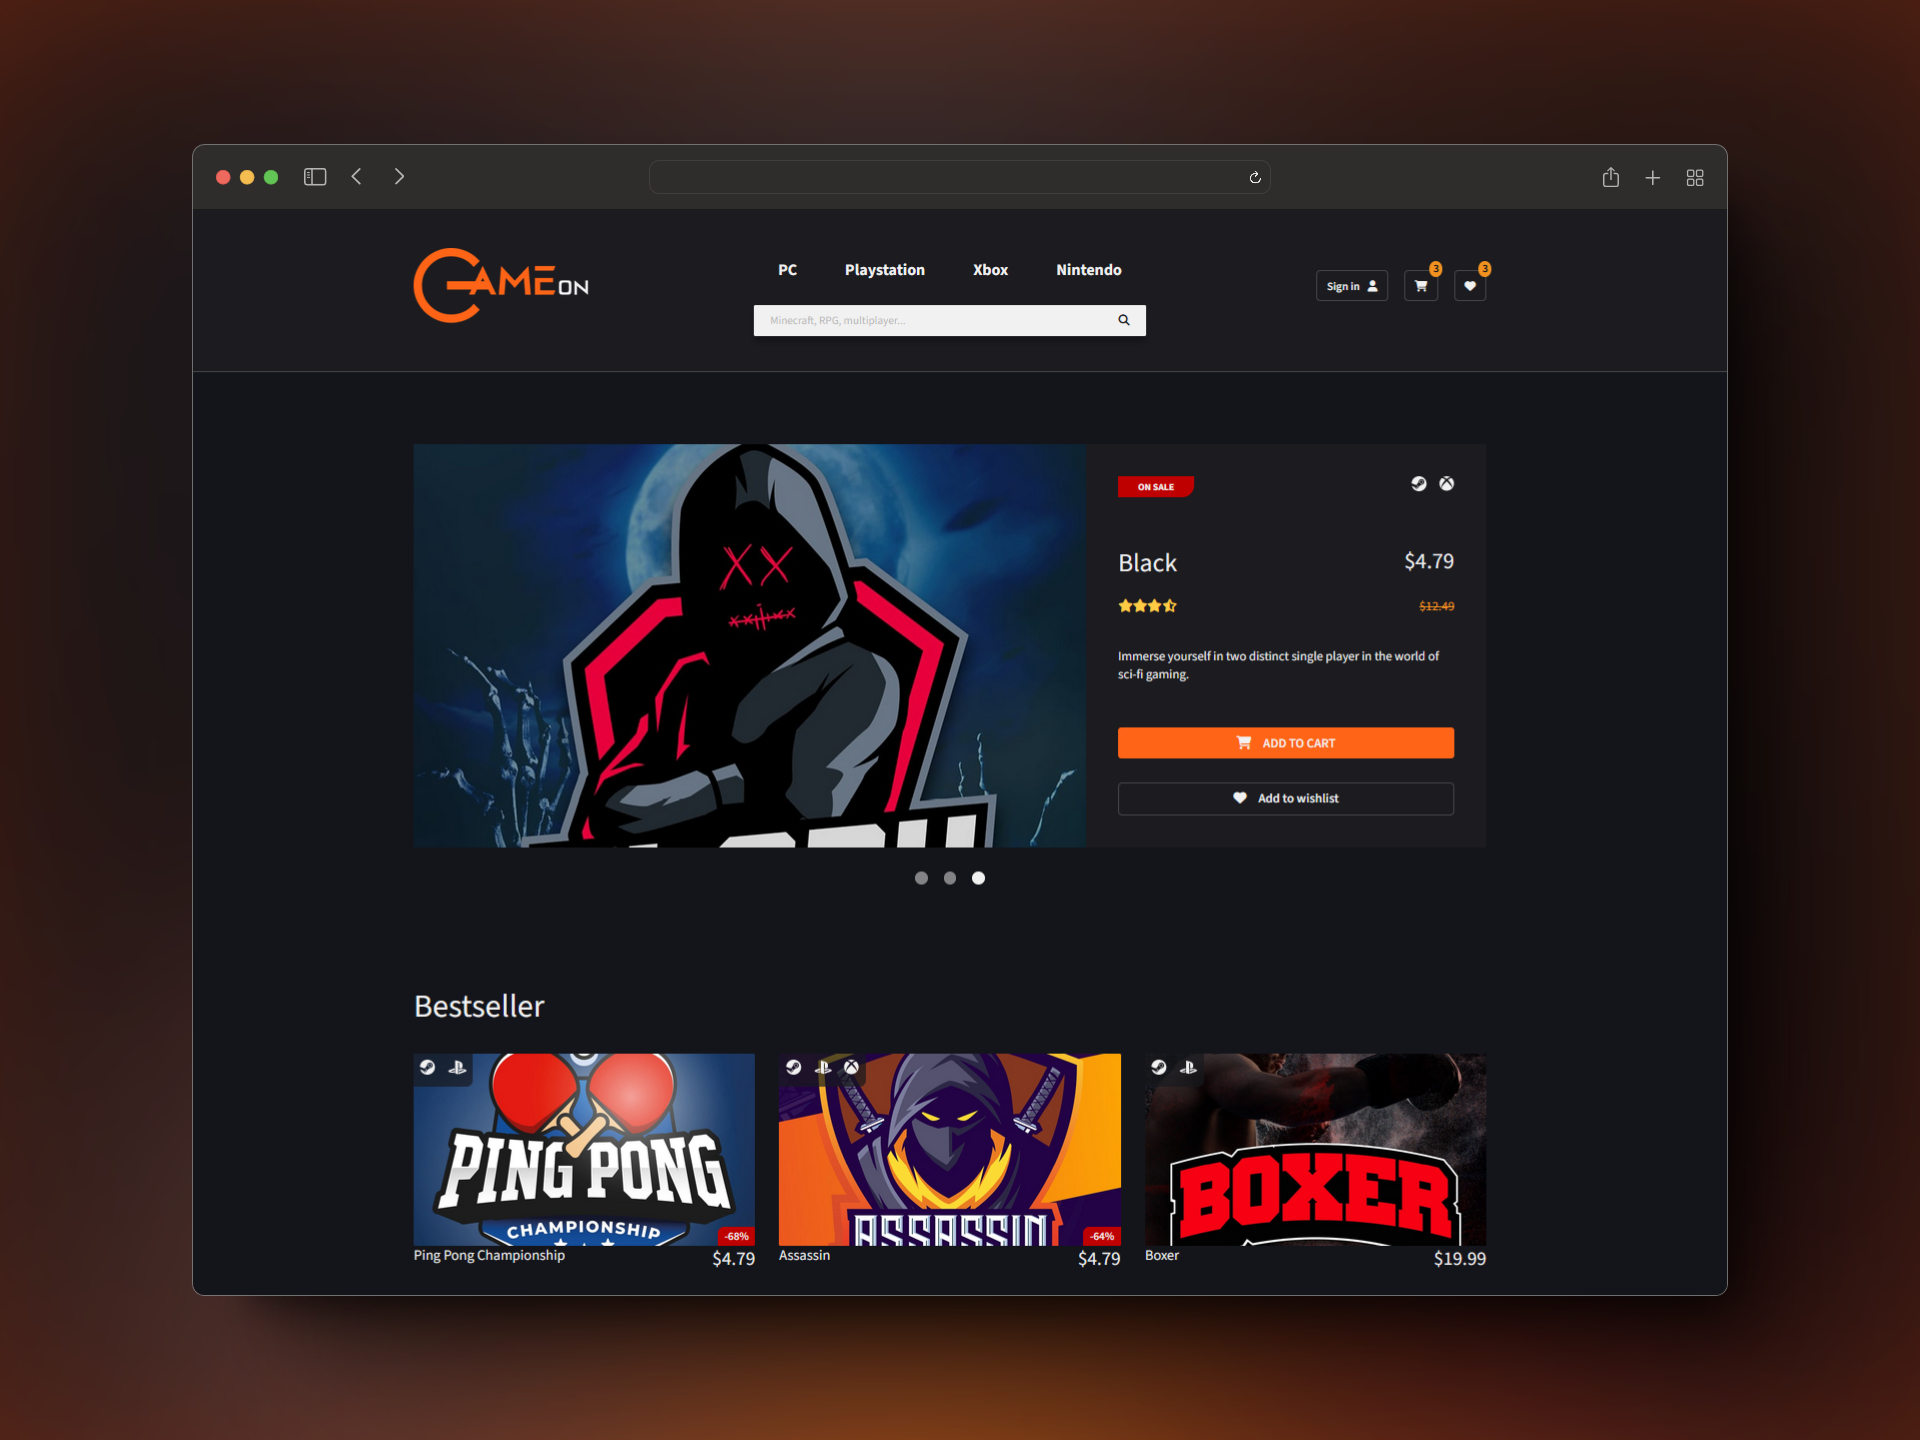 GAMEON
PC Playstation Xbox Nintendo
Minecraft, RPG, multiplayer...
Sign in
3
3
ON SALE
Black $4.79
$12.49
Immerse yourself in two distinct single player in the world of
sci-fi gaming.
ADD TO CART
Add to wishlist
Bestseller
PING PONG
CHAMPIONSHIP
-68%
Ping Pong Championship $4.79
ASSASSIN
-64%
Assassin $4.79
BOXER
Boxer $19.99